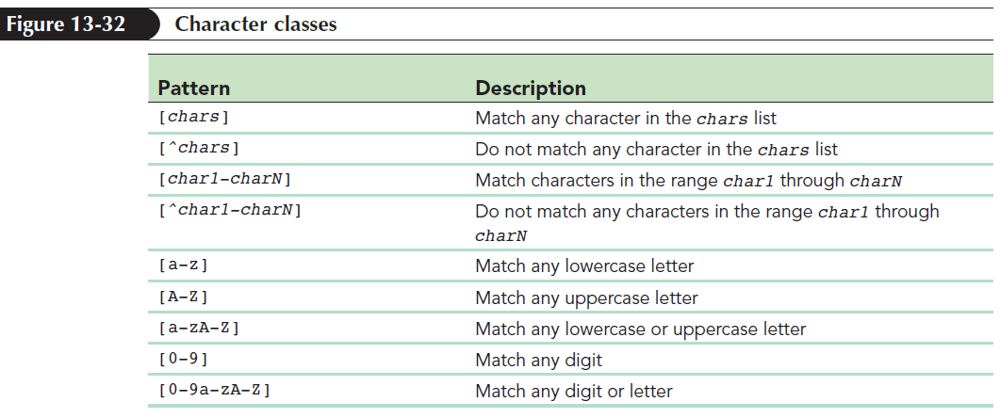 Figure 13-32 Character classes
Pattern Description
[chars] Match any character in the chars list
[^chars] Do not match any character in the chars list
[char1-charN] Match characters in the range char1 through charN
[^char1-charN] Do not match any characters in the range char1 through
charN
[a-z] Match any lowercase letter
[A-Z] Match any uppercase letter
[a-zA-Z] Match any lowercase or uppercase letter
[0-9] Match any digit
[0-9a-zA-Z] Match any digit or letter